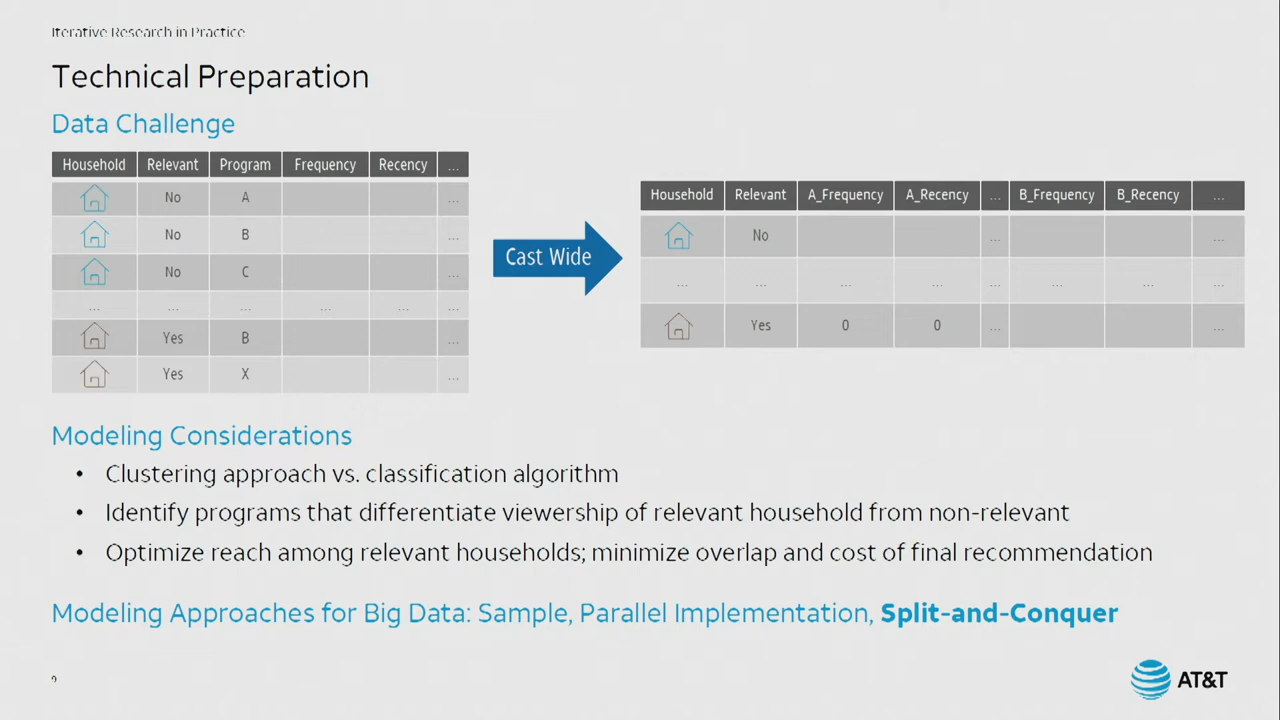 Iterative Research in Practice
Technical Preparation
Data Challenge
Household Relevant Program Frequency Recency ...
No A ...
No B ...
No C ...
... ... ... ... ... ...
Yes B ...
Yes X ...
Cast Wide
Household Relevant A_Frequency A_Recency ... B_Frequency B_Recency ...
No ... ...
... ... ... ... ... ... ... ...
Yes 0 0 ... ...
Modeling Considerations
• Clustering approach vs. classification algorithm
• Identify programs that differentiate viewership of relevant household from non-relevant
• Optimize reach among relevant households; minimize overlap and cost of final recommendation
Modeling Approaches for Big Data: Sample, Parallel Implementation, Split-and-Conquer
9
AT&T